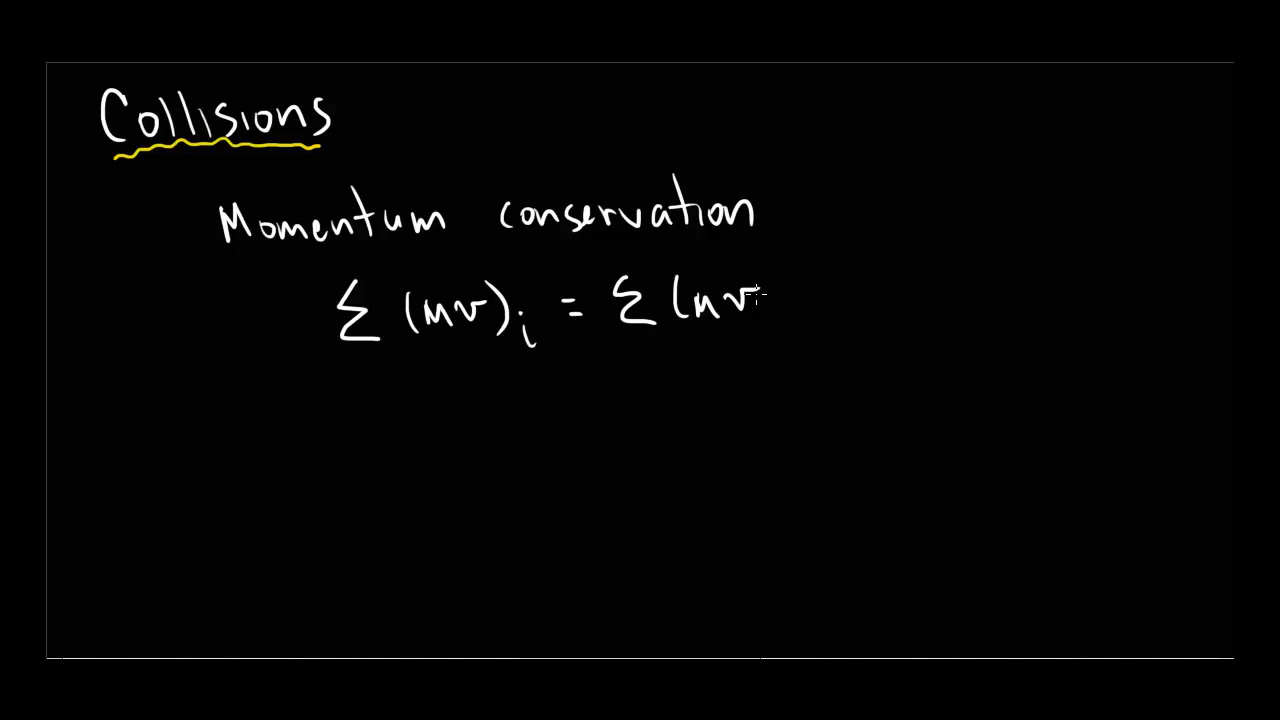 Collisions
Momentum conservation
Σ (mv)i = Σ (mv